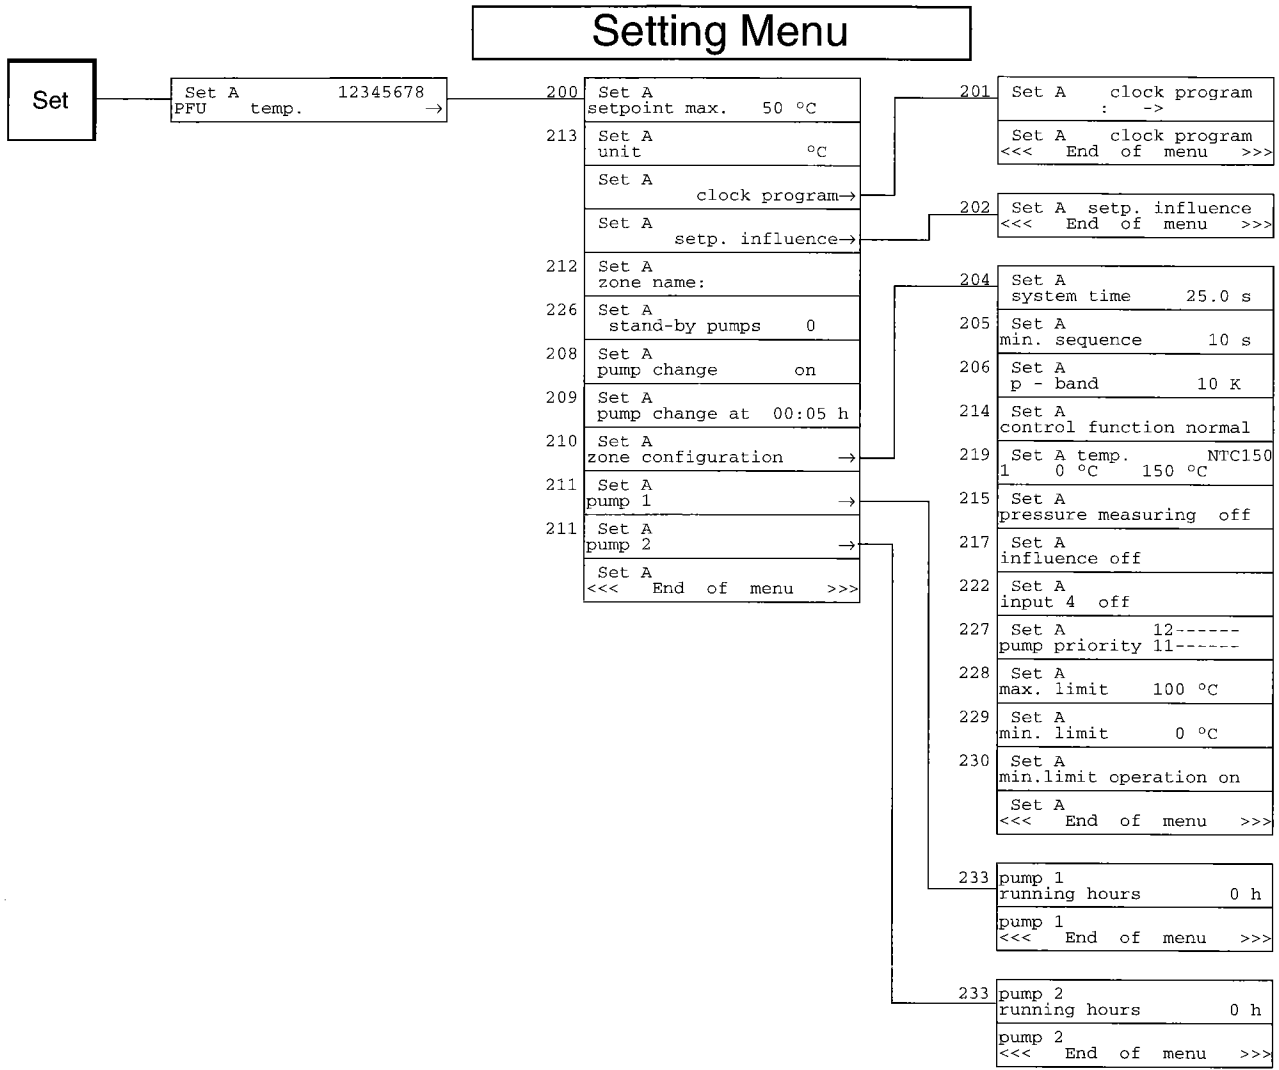 Setting Menu
Set
Set A 12345678
PFU temp. →
200 Set A
setpoint max. 50 °C
213 Set A
unit °C
Set A
clock program→
Set A
setp. influence→
212 Set A
zone name:
226 Set A
stand-by pumps 0
208 Set A
pump change on
209 Set A
pump change at 00:05 h
210 Set A
zone configuration →
211 Set A
pump 1 →
211 Set A
pump 2 →
Set A
<<< End of menu >>>
201 Set A clock program
: ->
Set A clock program
<<< End of menu >>>
202 Set A setp. influence
<<< End of menu >>>
204 Set A
system time 25.0 s
205 Set A
min. sequence 10 s
206 Set A
p - band 10 K
214 Set A
control function normal
219 Set A temp. NTC150
1 0 °C 150 °C
215 Set A
pressure measuring off
217 Set A
influence off
222 Set A
input 4 off
227 Set A 12------
pump priority 11------
228 Set A
max. limit 100 °C
229 Set A
min. limit 0 °C
230 Set A
min.limit operation on
Set A
<<< End of menu >>>
233 pump 1
running hours 0 h
pump 1
<<< End of menu >>>
233 pump 2
running hours 0 h
pump 2
<<< End of menu >>>